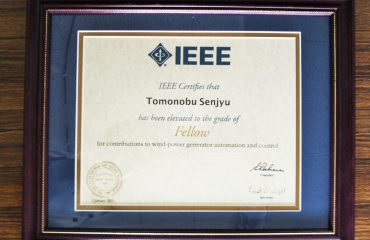 IEEE
IEEE Certifies that
Tomonobu Senjyu
has been elevated to the grade of
Fellow
for contributions to wind-power generator automation and control